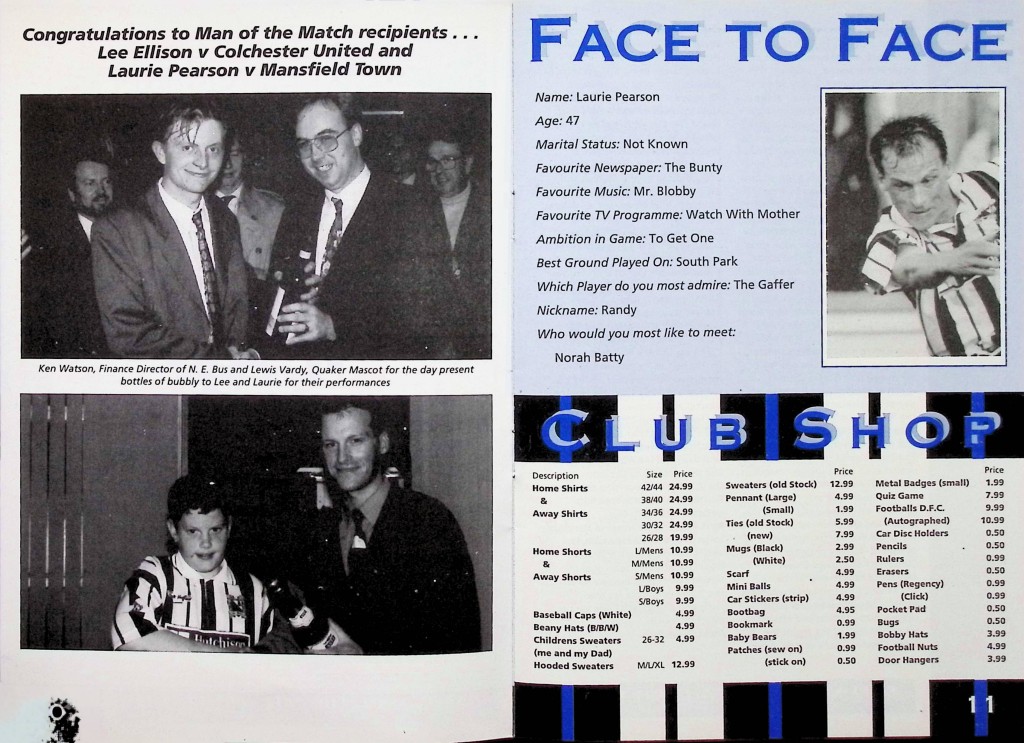 Congratulations to Man of the Match recipients . . .
Lee Ellison v Colchester United and
Laurie Pearson v Mansfield Town
Ken Watson, Finance Director of N. E. Bus and Lewis Vardy, Quaker Mascot for the day present
bottles of bubbly to Lee and Laurie for their performances
Hutchison
FACE TO FACE
Name: Laurie Pearson
Age: 47
Marital Status: Not Known
Favourite Newspaper: The Bunty
Favourite Music: Mr. Blobby
Favourite TV Programme: Watch With Mother
Ambition in Game: To Get One
Best Ground Played On: South Park
Which Player do you most admire: The Gaffer
Nickname: Randy
Who would you most like to meet:
Norah Batty
CLUB SHOP
Description Size Price
Home Shirts 42/44 24.99
& 38/40 24.99
Away Shirts 34/36 24.99
30/32 24.99
26/28 19.99
Home Shorts L/Mens 10.99
& M/Mens 10.99
Away Shorts S/Mens 10.99
L/Boys 9.99
S/Boys 9.99
Baseball Caps (White) 4.99
Beany Hats (B/B/W) 4.99
Childrens Sweaters 26-32 4.99
(me and my Dad)
Hooded Sweaters M/L/XL 12.99
Price
Sweaters (old Stock) 12.99
Pennant (Large) 4.99
(Small) 1.99
Ties (old Stock) 5.99
(new) 7.99
Mugs (Black) 2.99
(White) 2.50
Scarf 4.99
Mini Balls 4.99
Car Stickers (strip) 4.99
Bootbag 4.95
Bookmark 0.99
Baby Bears 1.99
Patches (sew on) 0.99
(stick on) 0.50
Price
Metal Badges (small) 1.99
Quiz Game 7.99
Footballs D.F.C. 9.99
(Autographed) 10.99
Car Disc Holders 0.50
Pencils 0.50
Rulers 0.99
Erasers 0.50
Pens (Regency) 0.99
(Click) 0.99
Pocket Pad 0.50
Bugs 0.50
Bobby Hats 3.99
Football Nuts 4.99
Door Hangers 3.99
11